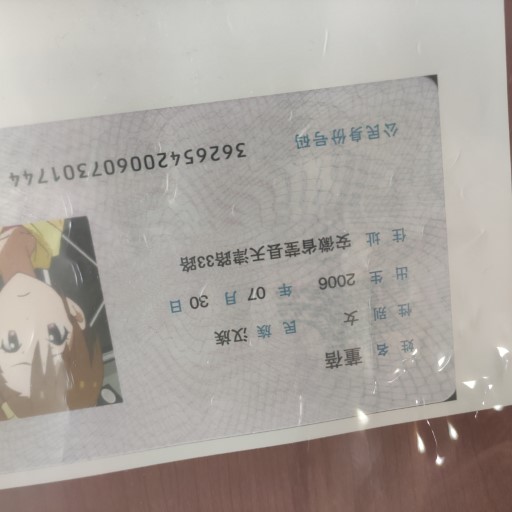 姓名 董蓓
性别 女 民族 汉族
出生 2006 年 07 月 30 日
住址 安徽省莹县天津路33路
公民身份号码 362654200607301744